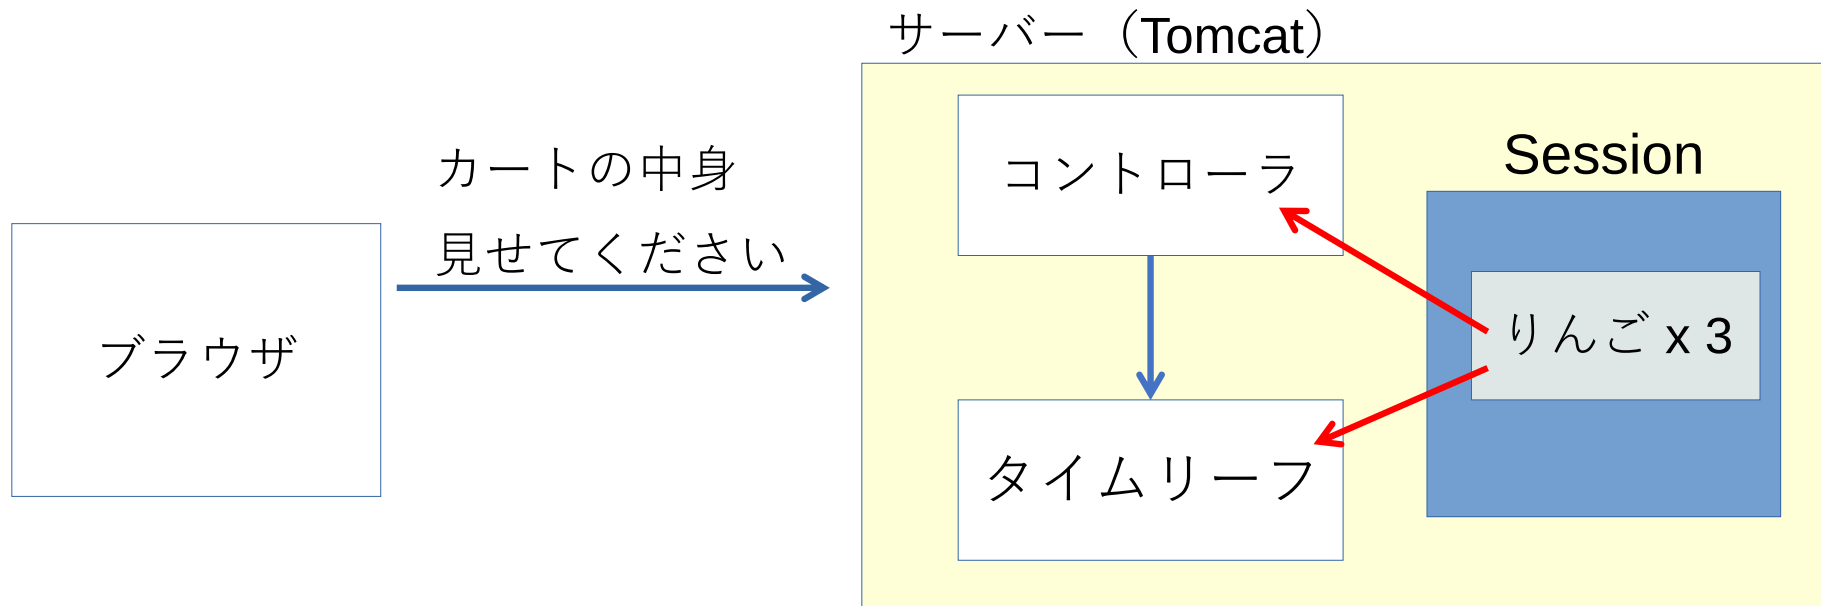 サーバー（Tomcat）
カートの中身
見せてください
ブラウザ
コントローラ
Session
りんご x 3
タイムリーフ